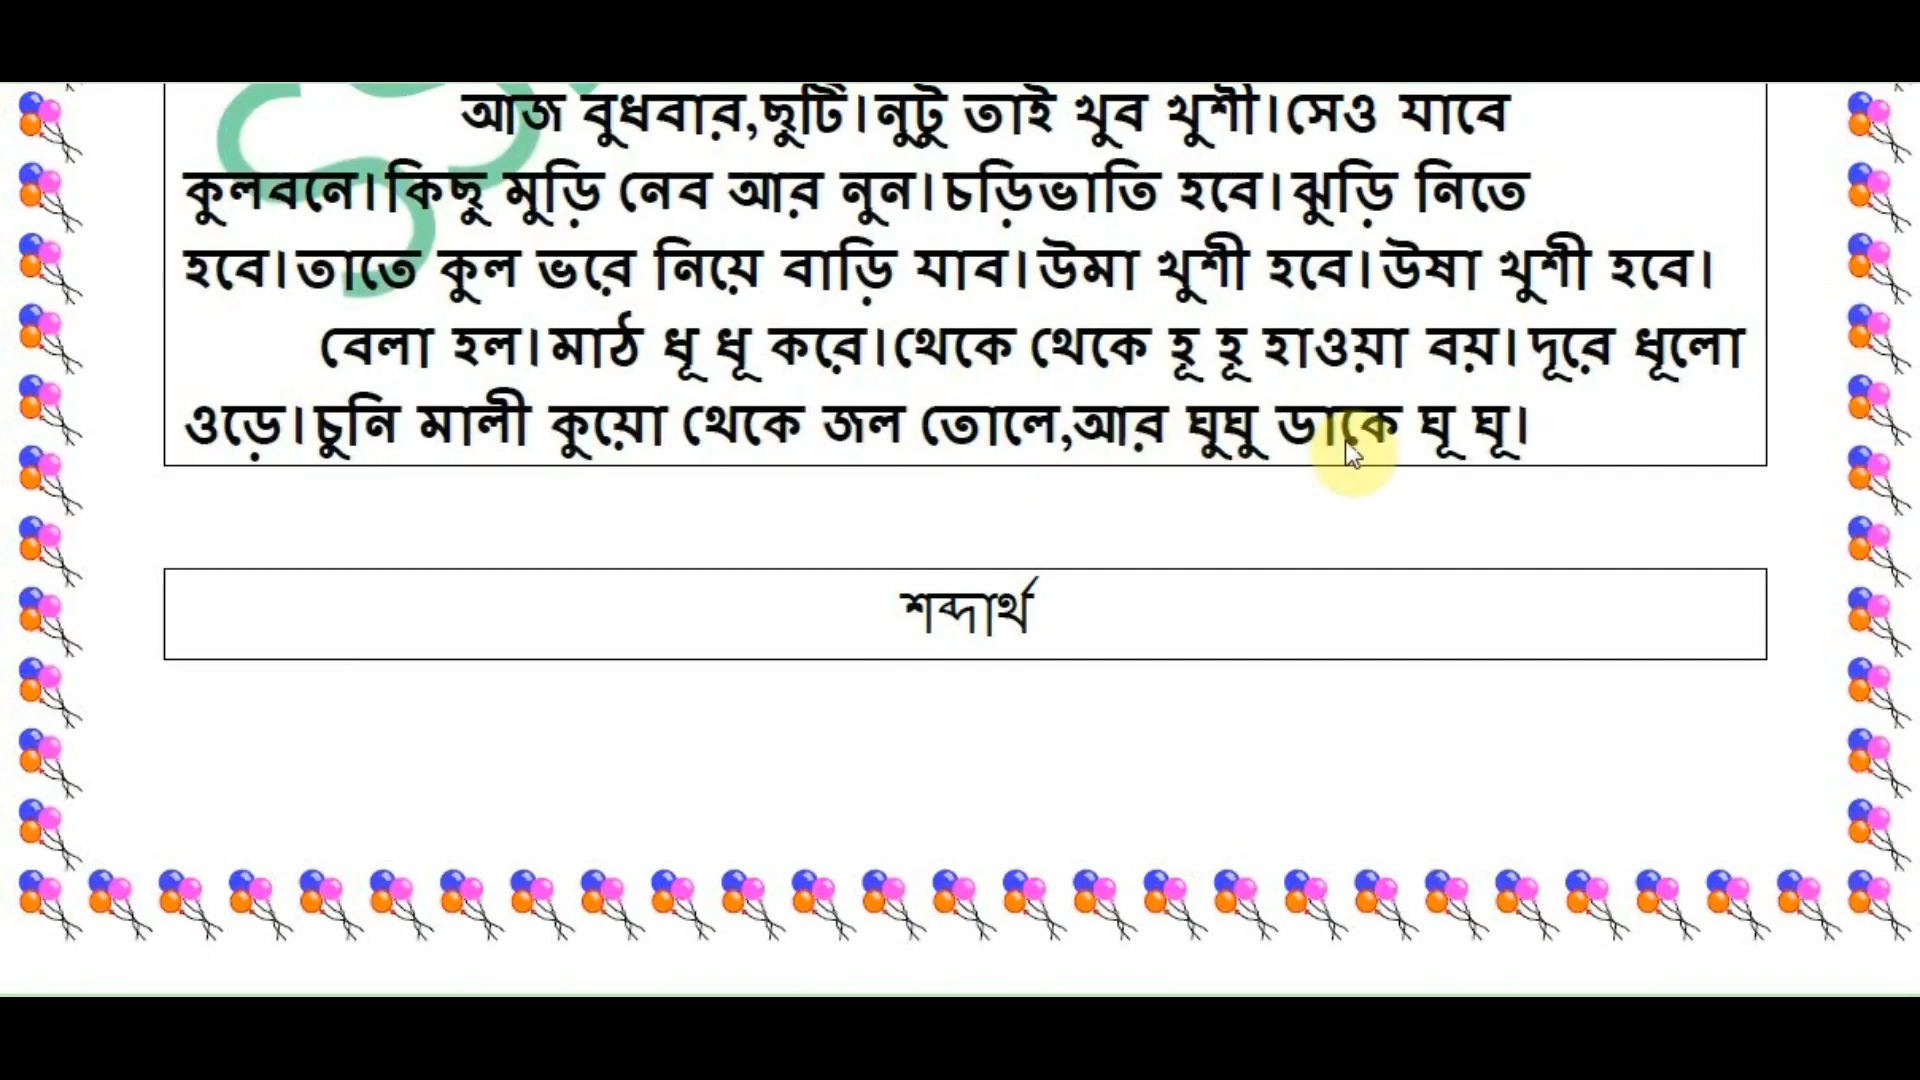 আজ বুধবার,ছুটি।নুটু তাই খুব খুশী।সেও যাবে
কুলবনে।কিছু মুড়ি নেব আর নুন।চড়িভাতি হবে।ঝুড়ি নিতে
হবে।তাতে কুল ভরে নিয়ে বাড়ি যাব।উমা খুশী হবে।উষা খুশী হবে।
বেলা হল।মাঠ ধূ ধূ করে।থেকে থেকে হূ হূ হাওয়া বয়।দূরে ধূলো
ওড়ে।চুনি মালী কুয়ো থেকে জল তোলে,আর ঘুঘু ডাকে ঘূ ঘূ।
শব্দার্থ